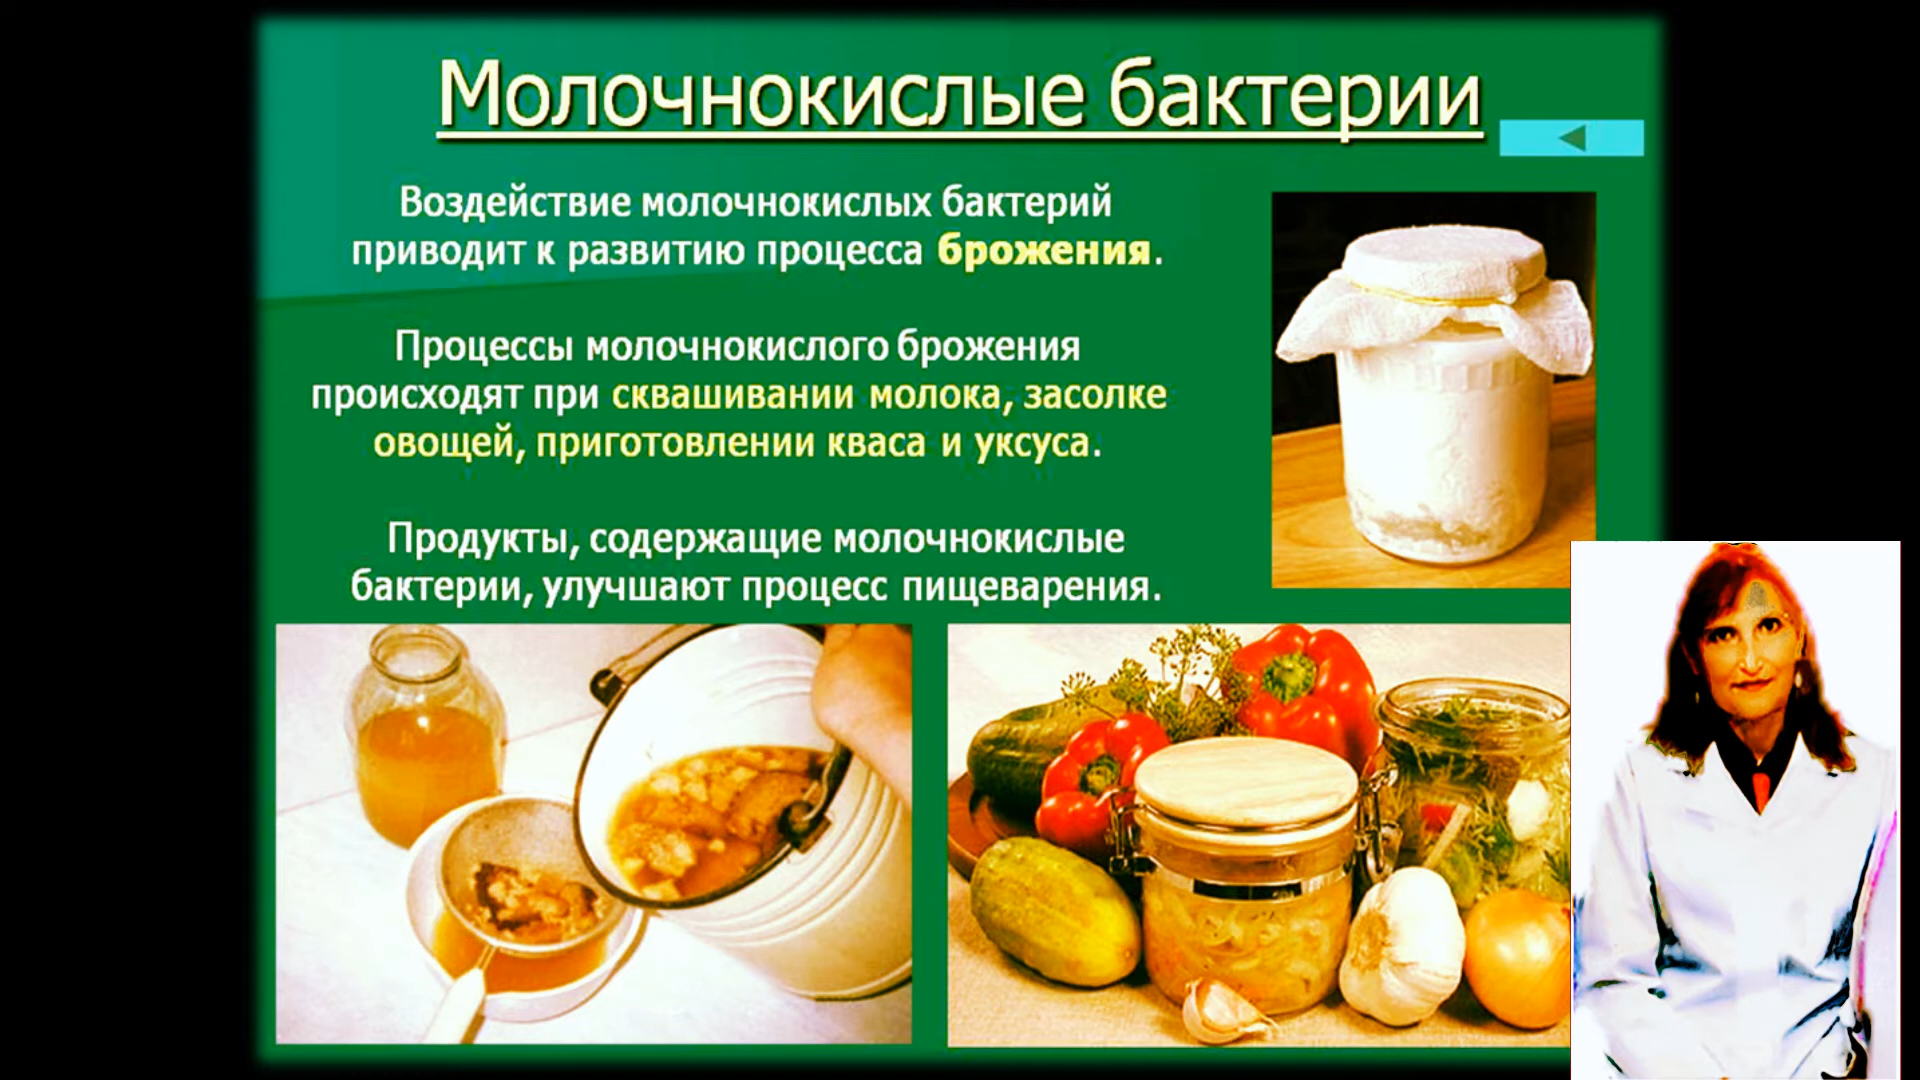 Молочнокислые бактерии
Воздействие молочнокислых бактерий
приводит к развитию процесса брожения.
Процессы молочнокислого брожения
происходят при сквашивании молока, засолке
овощей, приготовлении кваса и уксуса.
Продукты, содержащие молочнокислые
бактерии, улучшают процесс пищеварения.